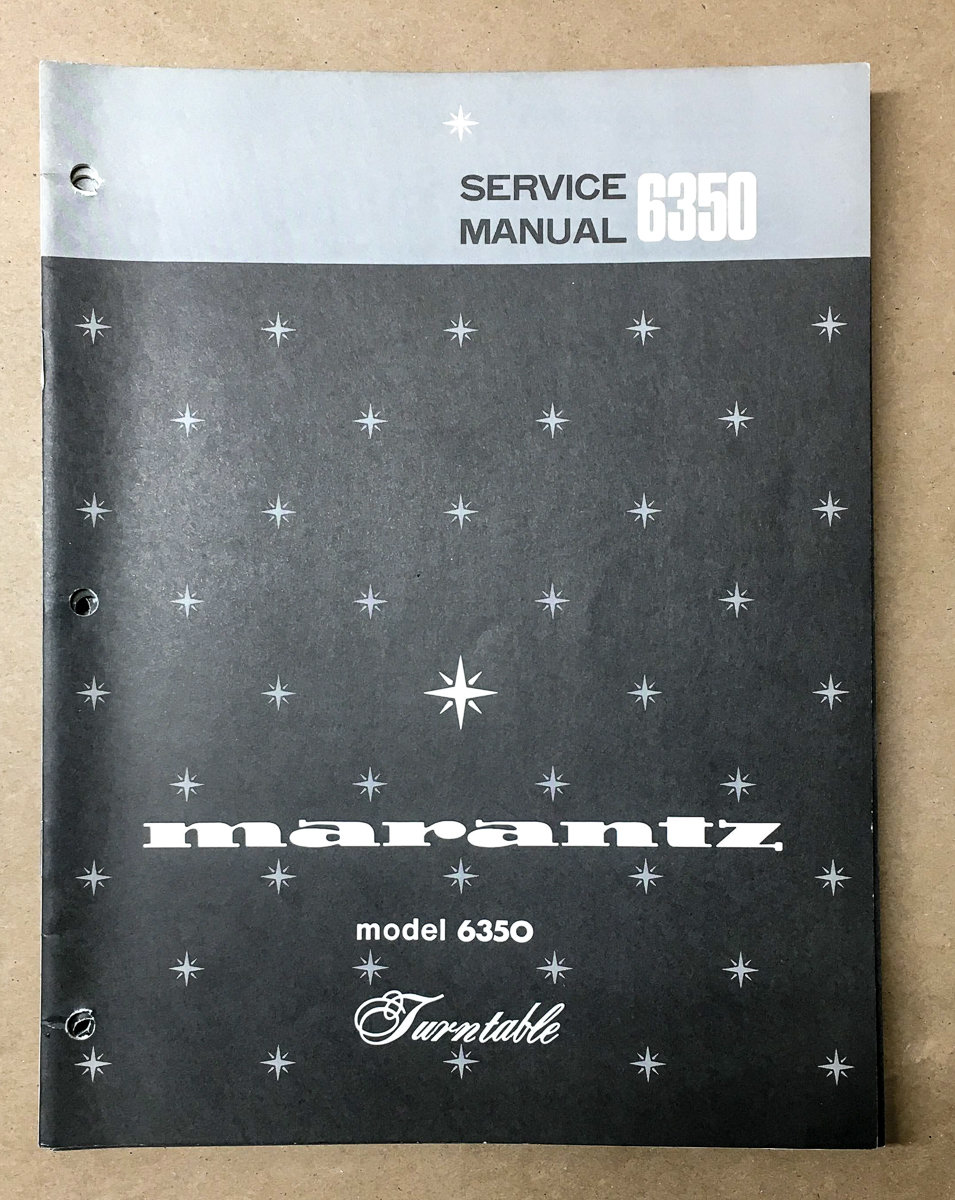 SERVICE
MANUAL 6350
marantz
model 6350
Turntable